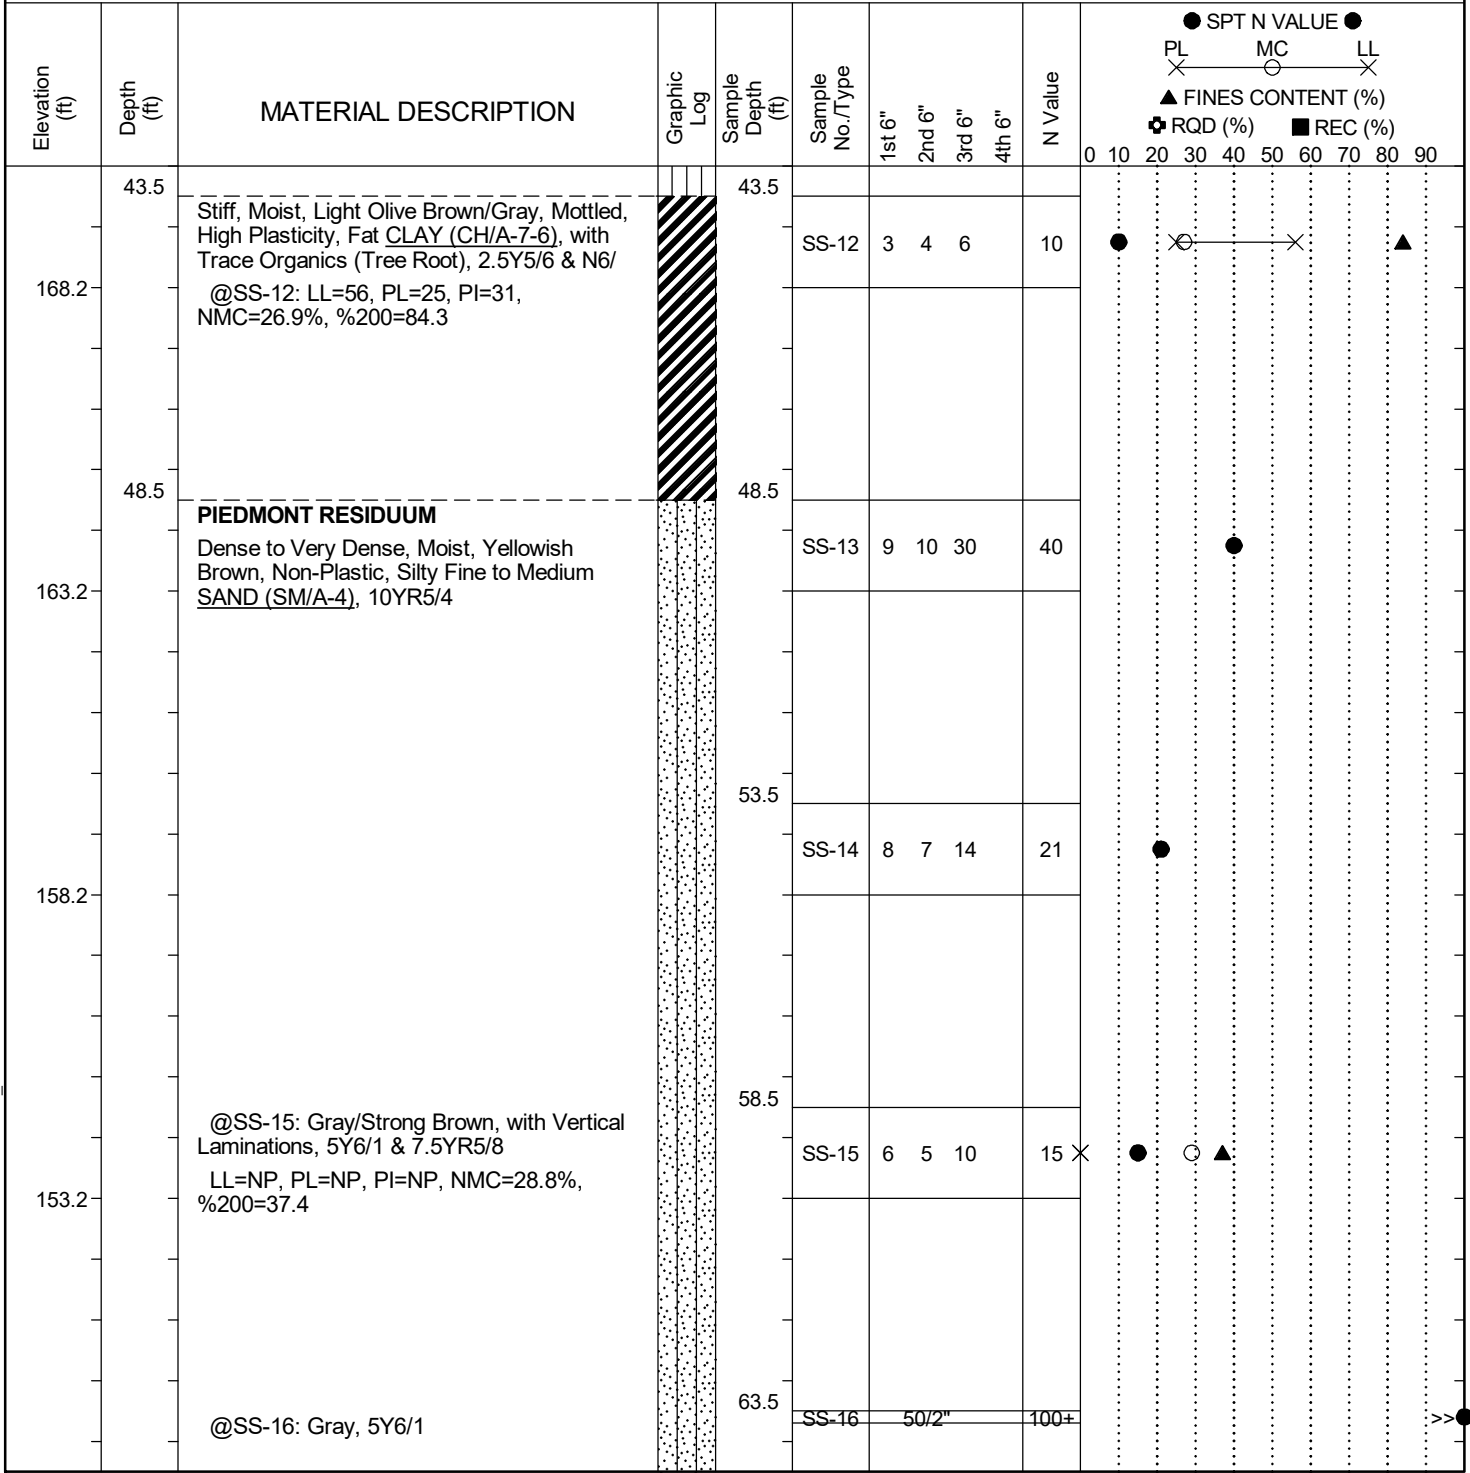 ● SPT N VALUE ●
PL MC LL
▲ FINES CONTENT (%)
RQD (%) ■ REC (%)
Elevation (ft)
Depth (ft)
MATERIAL DESCRIPTION
Graphic Log
Sample Depth (ft)
Sample No./Type
1st 6"
2nd 6"
3rd 6"
4th 6"
N Value
0 10 20 30 40 50 60 70 80 90
43.5 43.5
Stiff, Moist, Light Olive Brown/Gray, Mottled,
High Plasticity, Fat CLAY (CH/A-7-6), with
Trace Organics (Tree Root), 2.5Y5/6 & N6/
SS-12 3 4 6 10
168.2
@SS-12: LL=56, PL=25, PI=31,
NMC=26.9%, %200=84.3
48.5 48.5
PIEDMONT RESIDUUM
Dense to Very Dense, Moist, Yellowish
Brown, Non-Plastic, Silty Fine to Medium
SAND (SM/A-4), 10YR5/4
SS-13 9 10 30 40
163.2
53.5
SS-14 8 7 14 21
158.2
58.5
@SS-15: Gray/Strong Brown, with Vertical
Laminations, 5Y6/1 & 7.5YR5/8
SS-15 6 5 10 15
LL=NP, PL=NP, PI=NP, NMC=28.8%,
%200=37.4
153.2
63.5
@SS-16: Gray, 5Y6/1
SS-16 50/2" 100+ >>